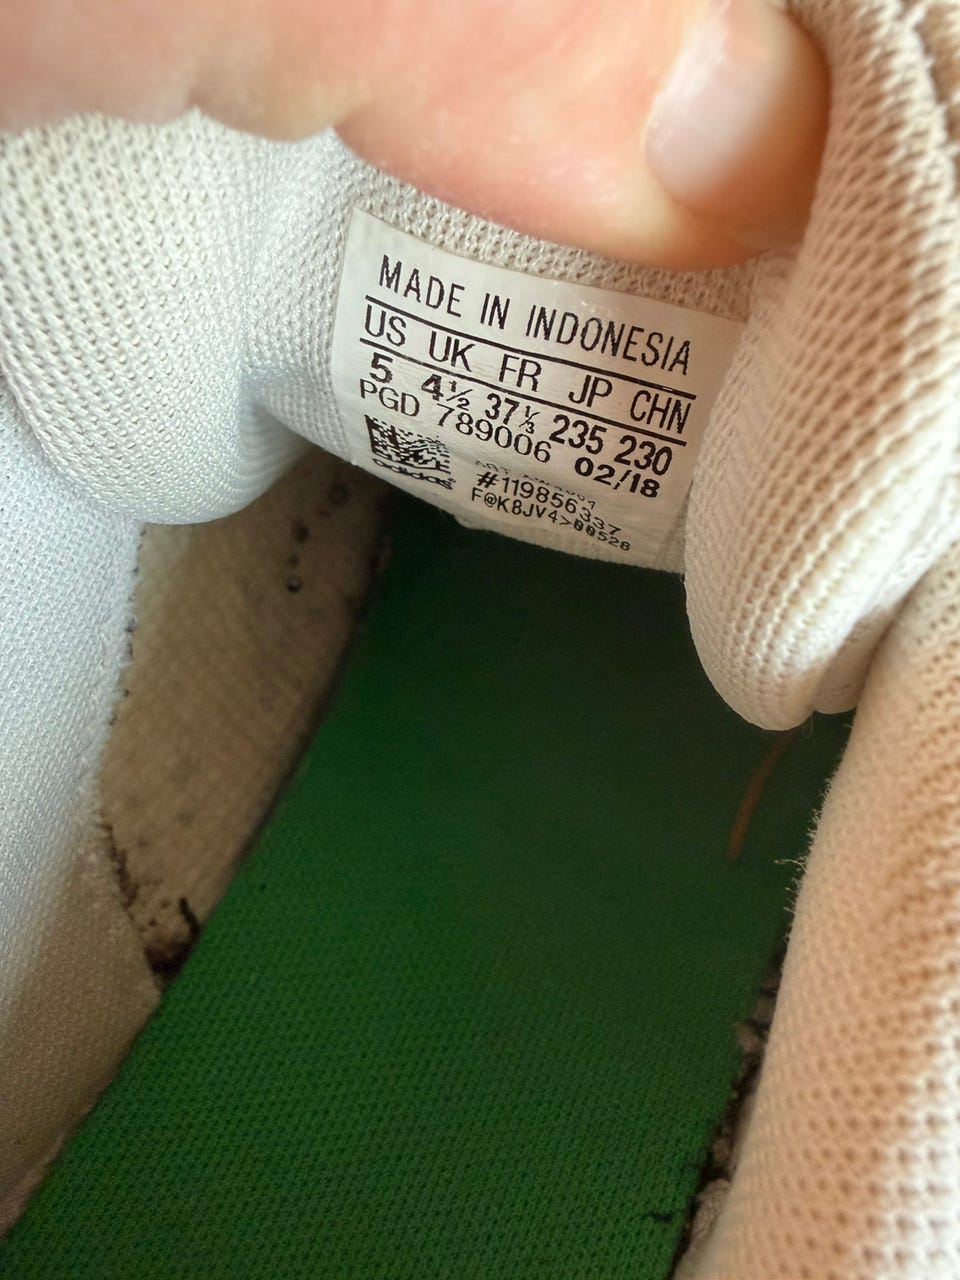 MADE IN INDONESIA
US UK FR JP CHN
5 4½ 37⅓ 235 230
PGD 789006 02/18
adidas
#119856337
F@K8JV4>00528